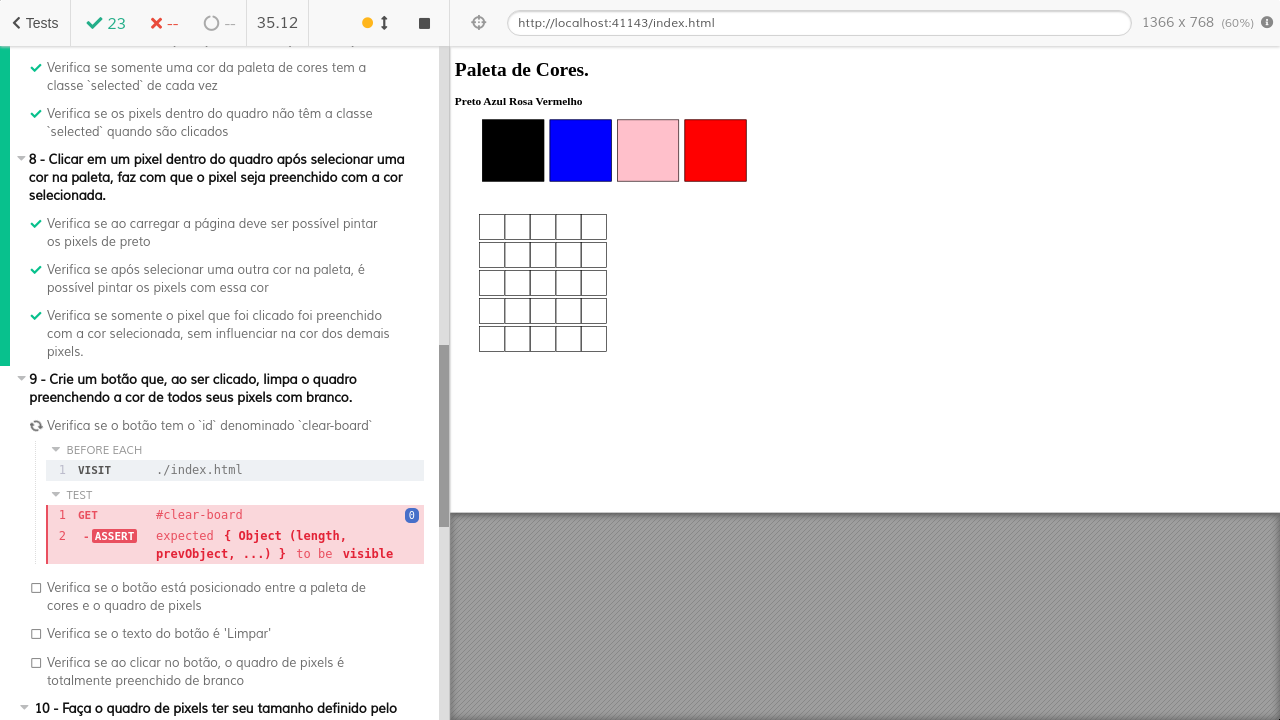 Tests 23 -- -- 35.12 http://localhost:41143/index.html 1366 x 768 (60%)
Verifica se somente uma cor da paleta de cores tem a
classe `selected` de cada vez
Verifica se os pixels dentro do quadro não têm a classe
`selected` quando são clicados
8 - Clicar em um pixel dentro do quadro após selecionar uma
cor na paleta, faz com que o pixel seja preenchido com a cor
selecionada.
Verifica se ao carregar a página deve ser possível pintar
os pixels de preto
Verifica se após selecionar uma outra cor na paleta, é
possível pintar os pixels com essa cor
Verifica se somente o pixel que foi clicado foi preenchido
com a cor selecionada, sem influenciar na cor dos demais
pixels.
9 - Crie um botão que, ao ser clicado, limpa o quadro
preenchendo a cor de todos seus pixels com branco.
Verifica se o botão tem o `id` denominado `clear-board`
BEFORE EACH
1 VISIT ./index.html
TEST
1 GET #clear-board 0
2 -ASSERT expected { Object (length,
prevObject, ...) } to be visible
Verifica se o botão está posicionado entre a paleta de
cores e o quadro de pixels
Verifica se o texto do botão é 'Limpar'
Verifica se ao clicar no botão, o quadro de pixels é
totalmente preenchido de branco
10 - Faça o quadro de pixels ter seu tamanho definido pelo
Paleta de Cores.
Preto Azul Rosa Vermelho